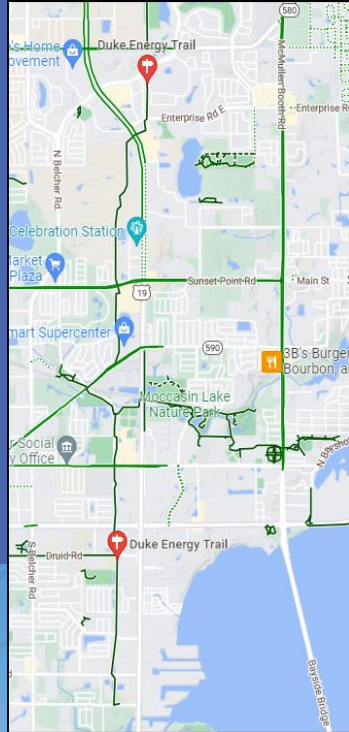 580
's Home
ovement
Duke Energy Trail
McMullen Booth Rd
Enterprise Rd E
Enterprise Rd
N Belcher Rd
Celebration Station
Market
Plaza
Sunset Point Rd
Main St
19
mart Supercenter
590
3B's Burger
Bourbon, a
Moccasin Lake
Nature Park
r Social
y Office
N Baysho
Duke Energy Trail
Druid Rd
S Belcher Rd
Bayside Bridge
d